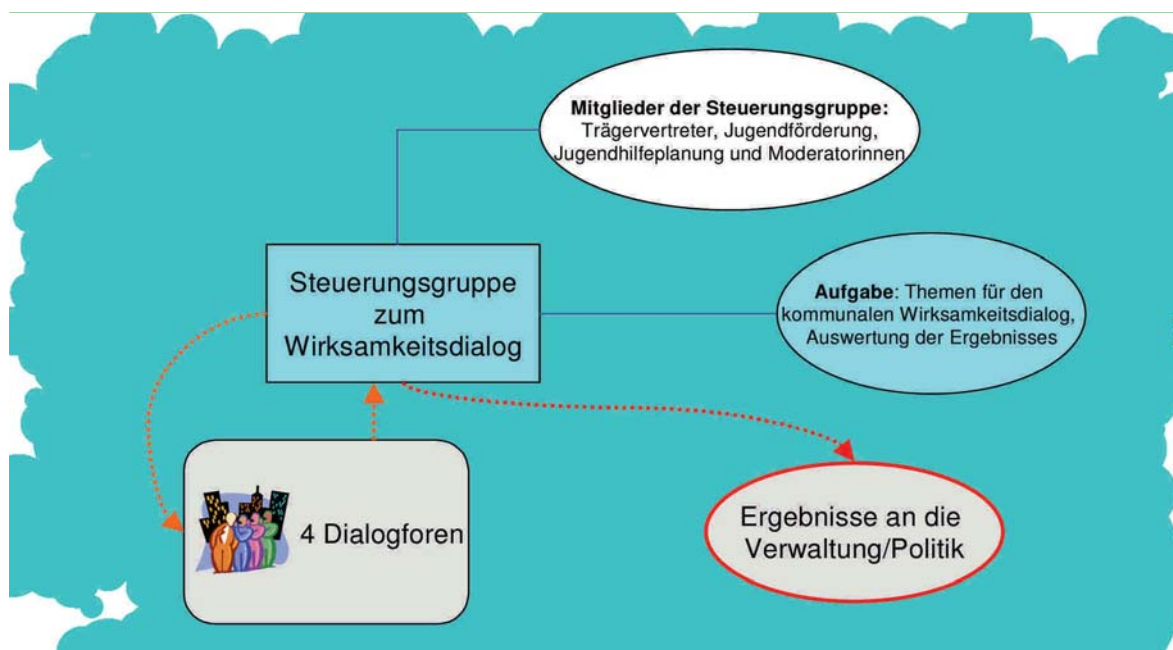 Mitglieder der Steuerungsgruppe:
Trägervertreter, Jugendförderung,
Jugendhilfeplanung und Moderatorinnen
Steuerungsgruppe
zum
Wirksamkeitsdialog
Aufgabe: Themen für den
kommunalen Wirksamkeitsdialog,
Auswertung der Ergebnisses
4 Dialogforen
Ergebnisse an die
Verwaltung/Politik